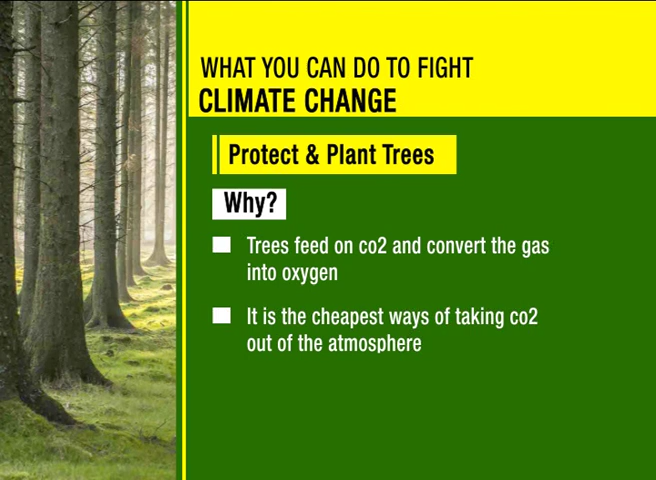 WHAT YOU CAN DO TO FIGHT
CLIMATE CHANGE
Protect & Plant Trees
Why?
Trees feed on co2 and convert the gas
into oxygen
It is the cheapest ways of taking co2
out of the atmosphere